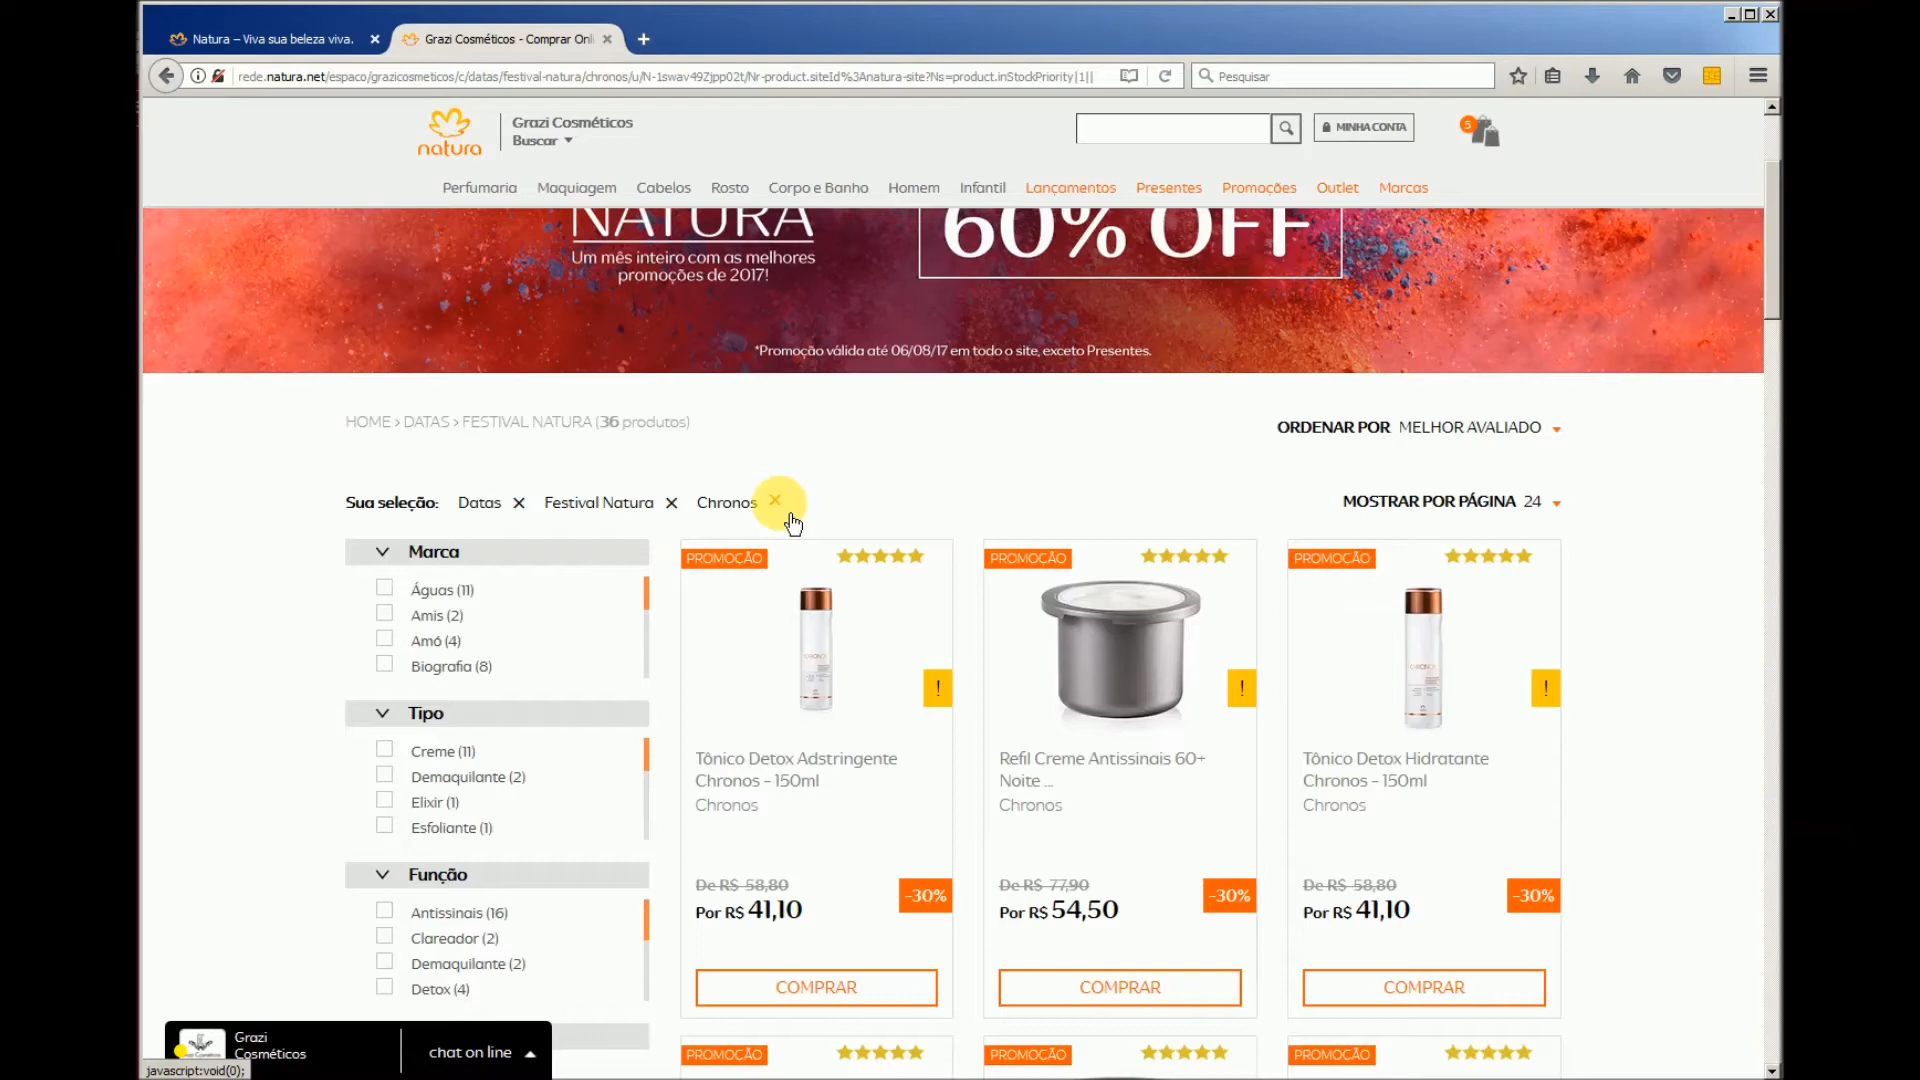 Natura – Viva sua beleza viva.
Grazi Cosméticos - Comprar Onl
rede.natura.net/espaco/grazicosmeticos/c/datas/festival-natura/chronos/u/N-1swav49Zjpp02t/Nr-product.siteId%3Anatura-site?Ns=product.inStockPriority|1||
Pesquisar
natura
Grazi Cosméticos
Buscar
MINHA CONTA
5
Perfumaria Maquiagem Cabelos Rosto Corpo e Banho Homem Infantil Lançamentos Presentes Promoções Outlet Marcas
NATURA
60% OFF
Um mês inteiro com as melhores
promoções de 2017!
*Promoção válida até 06/08/17 em todo o site, exceto Presentes.
HOME > DATAS > FESTIVAL NATURA (36 produtos)
ORDENAR POR MELHOR AVALIADO
Sua seleção: Datas Festival Natura Chronos
MOSTRAR POR PÁGINA 24
Marca
Águas (11)
Amis (2)
Amó (4)
Biografia (8)
Tipo
Creme (11)
Demaquilante (2)
Elixir (1)
Esfoliante (1)
Função
Antissinais (16)
Clareador (2)
Demaquilante (2)
Detox (4)
PROMOÇÃO
!
Tônico Detox Adstringente
Chronos - 150ml
Chronos
De R$ 58,80
Por R$ 41,10
-30%
COMPRAR
PROMOÇÃO
!
Refil Creme Antissinais 60+
Noite ...
Chronos
De R$ 77,90
Por R$ 54,50
-30%
COMPRAR
PROMOÇÃO
!
Tônico Detox Hidratante
Chronos - 150ml
Chronos
De R$ 58,80
Por R$ 41,10
-30%
COMPRAR
PROMOÇÃO
PROMOÇÃO
PROMOÇÃO
Grazi
Cosméticos
chat on line
javascript:void(0);